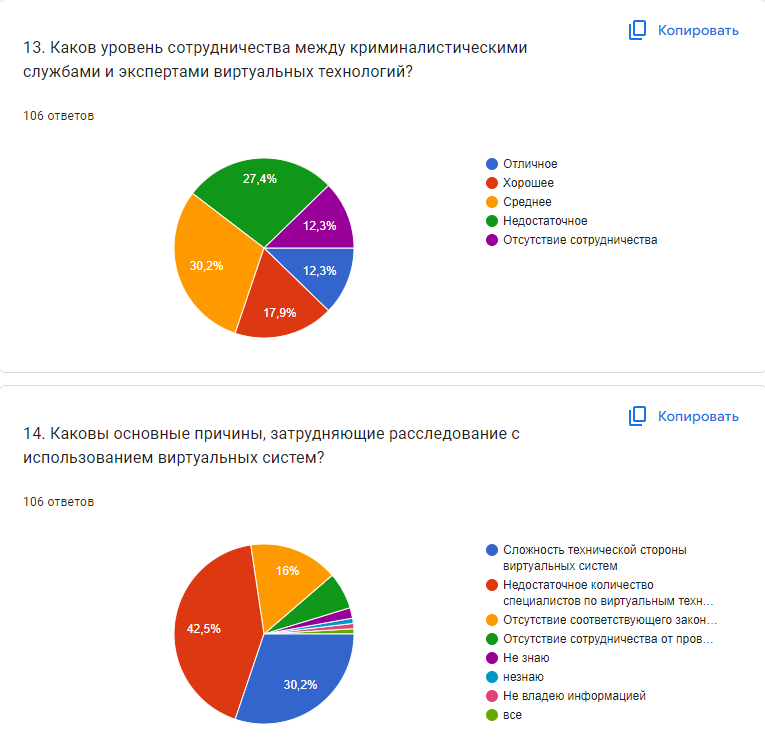 Копировать
13. Каков уровень сотрудничества между криминалистическими
службами и экспертами виртуальных технологий?
106 ответов
27,4%
12,3%
30,2%
12,3%
17,9%
Отличное
Хорошее
Среднее
Недостаточное
Отсутствие сотрудничества
Копировать
14. Каковы основные причины, затрудняющие расследование с
использованием виртуальных систем?
106 ответов
16%
42,5%
30,2%
Сложность технической стороны
виртуальных систем
Недостаточное количество
специалистов по виртуальным техн...
Отсутствие соответствующего закон...
Отсутствие сотрудничества от пров...
Не знаю
незнаю
Не владею информацией
все